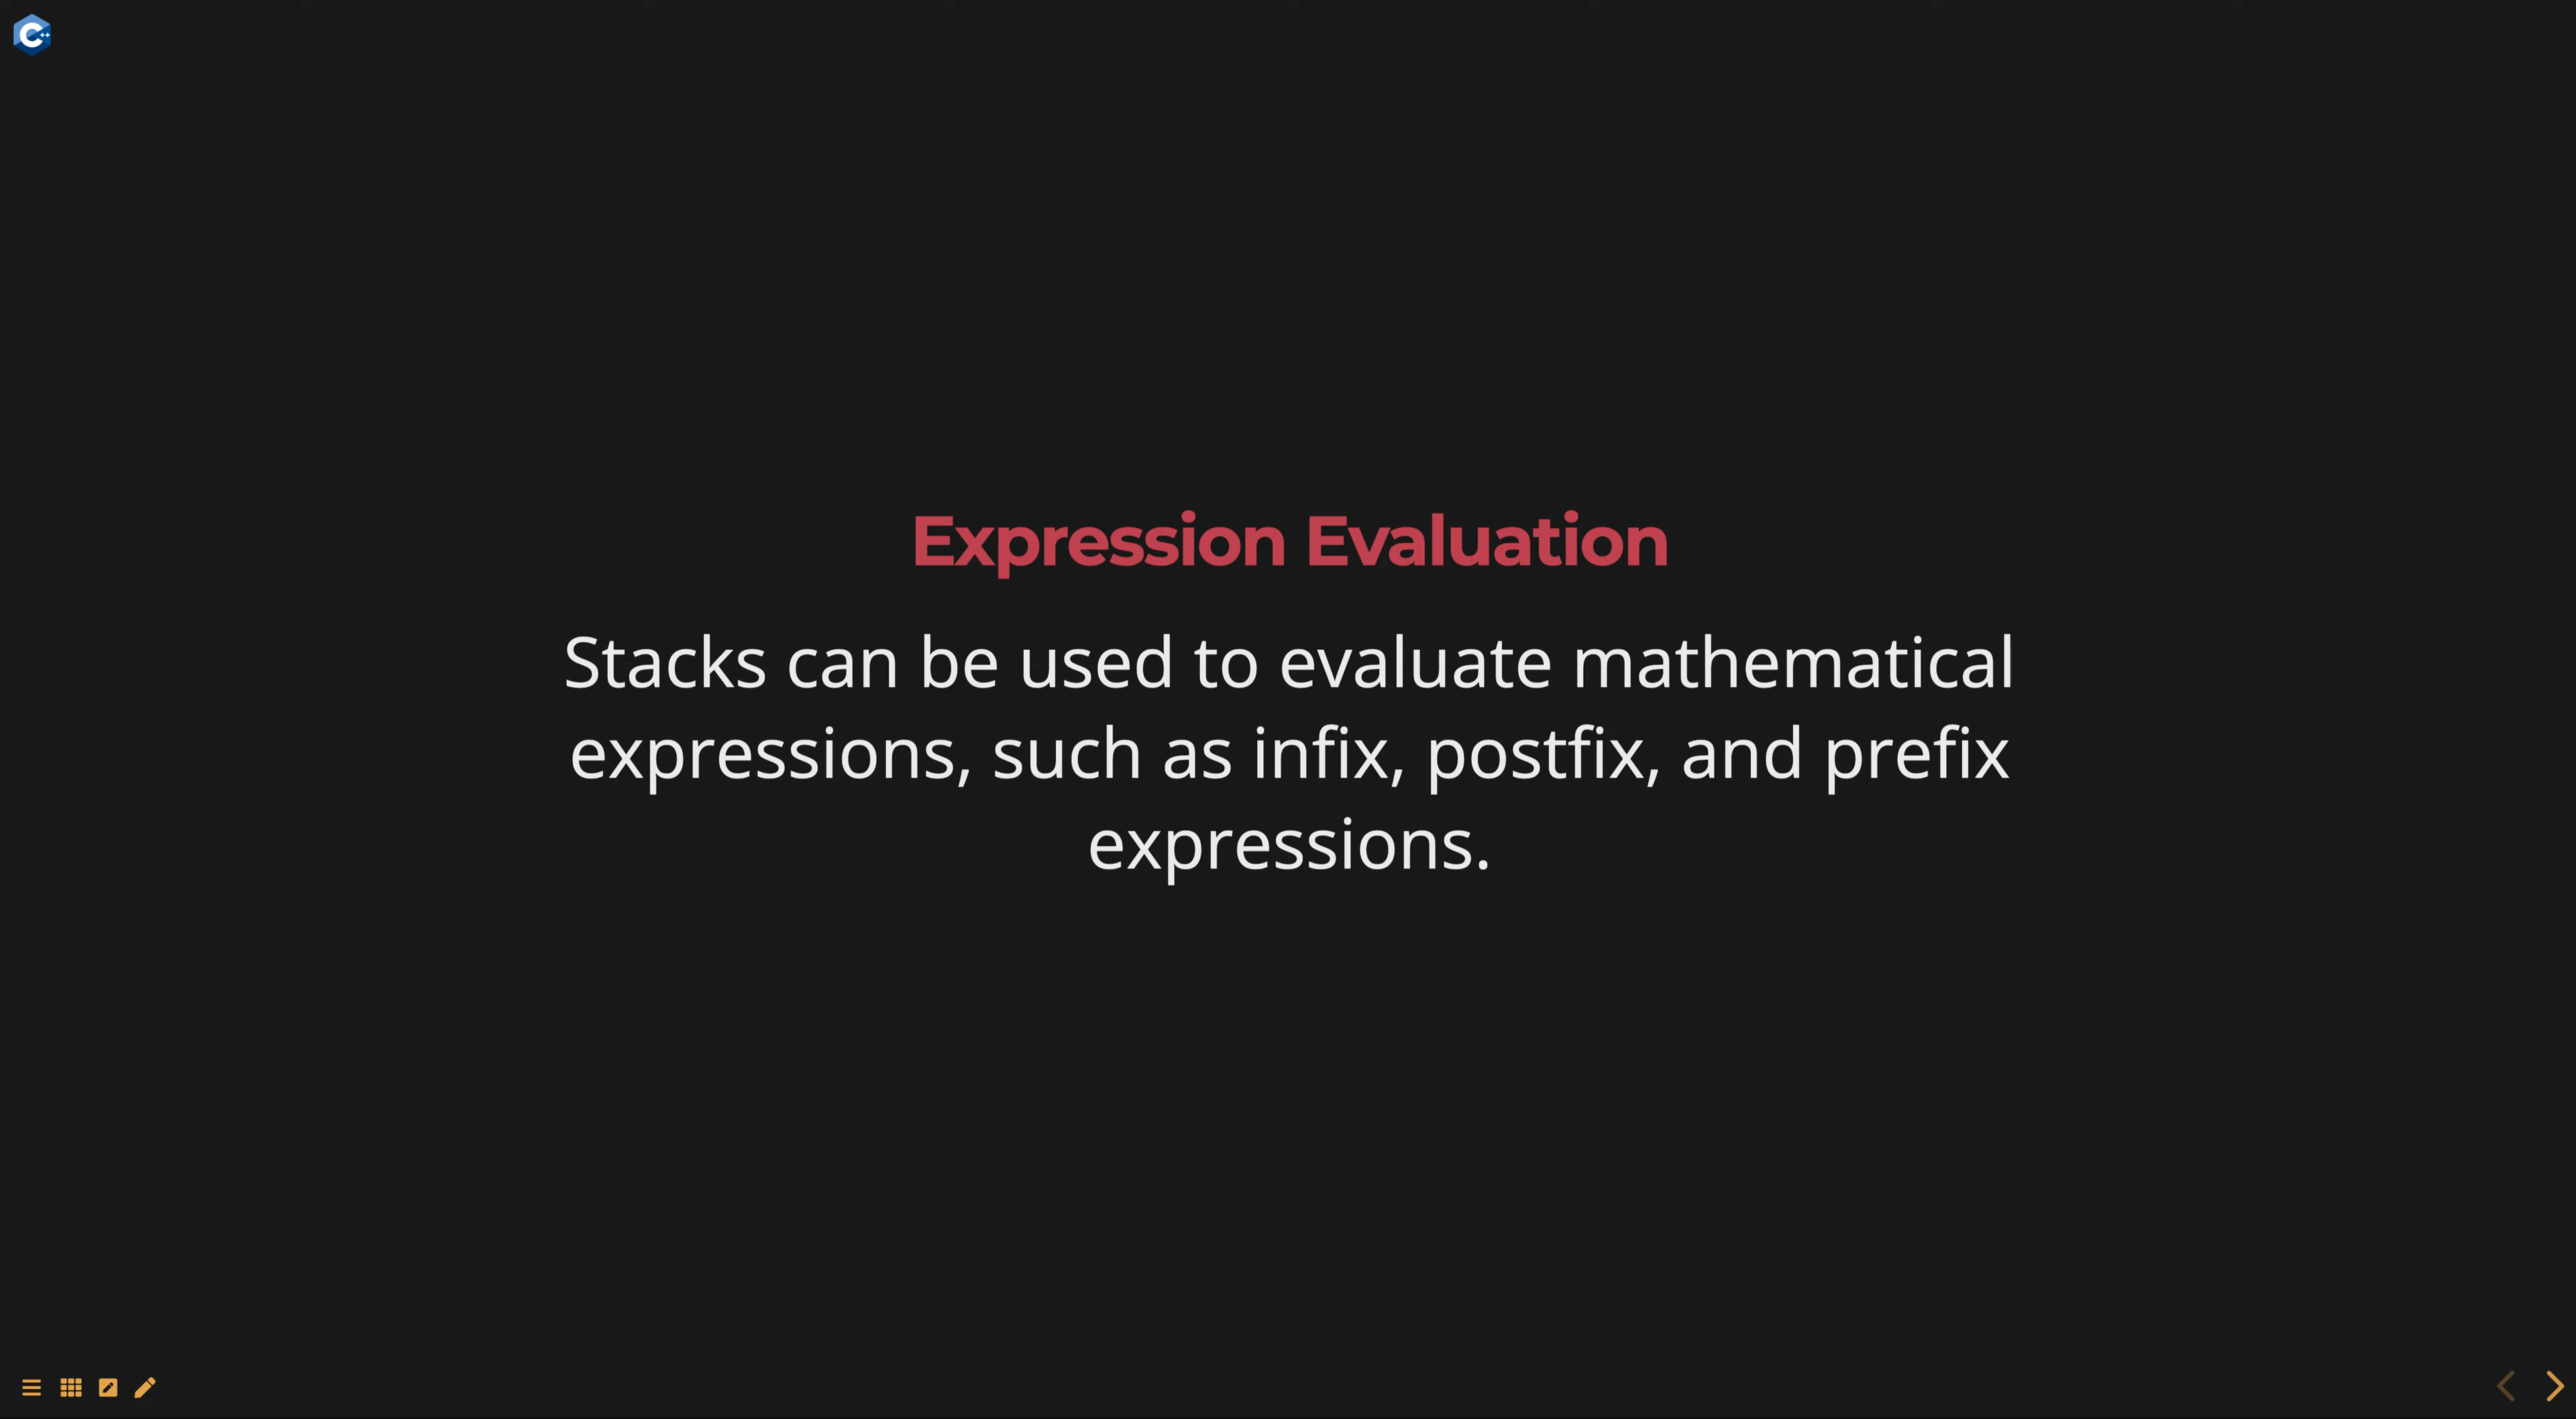 C++
Expression Evaluation
Stacks can be used to evaluate mathematical
expressions, such as infix, postfix, and prefix
expressions.